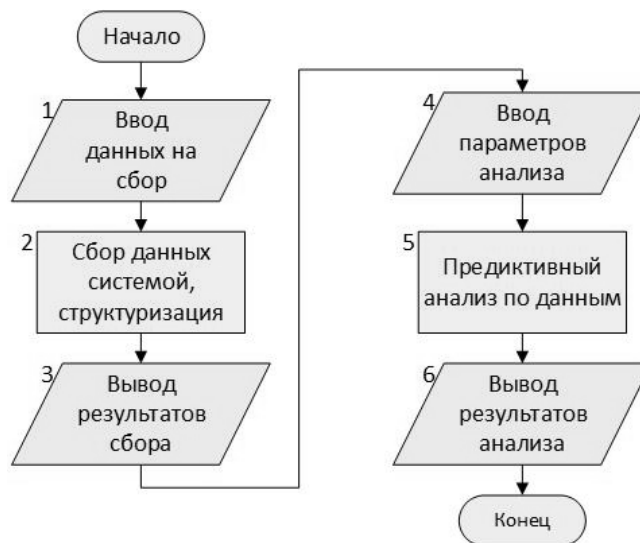 Начало
1
Ввод
данных на
сбор
2
Сбор данных
системой,
структуризация
3
Вывод
результатов
сбора
4
Ввод
параметров
анализа
5
Предиктивный
анализ по данным
6
Вывод
результатов
анализа
Конец